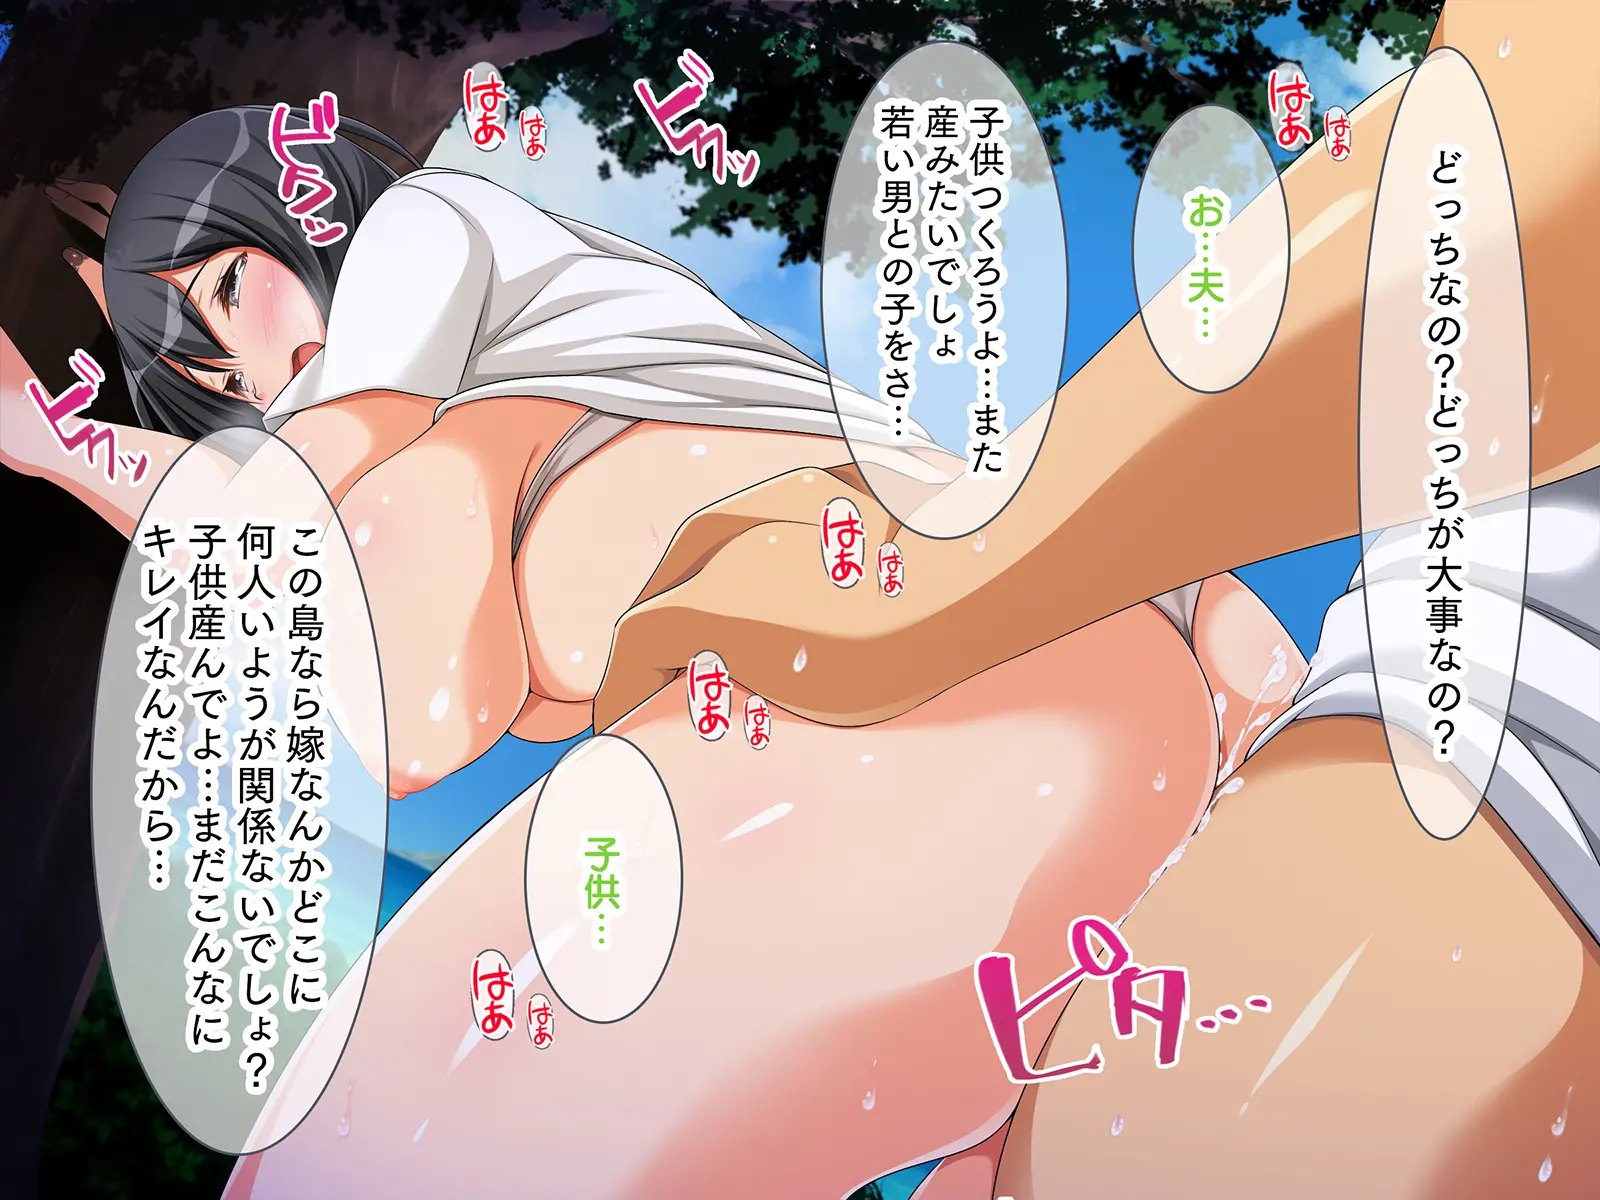 どっちなの？どっちが大事なの？
はぁ
はぁ
お…夫…
子供つくろうよ…また
産みたいでしょ
若い男との子をさ…
ビクッ
はぁ
はぁ
ビクッ
ビクッ
はぁ
はぁ
はぁ
はぁ
子供…
ピタ…
この島なら嫁なんかどこに
何人いようが関係ないでしょ？
子供産んでよ…まだこんなに
キレイなんだから…
はぁ
はぁ